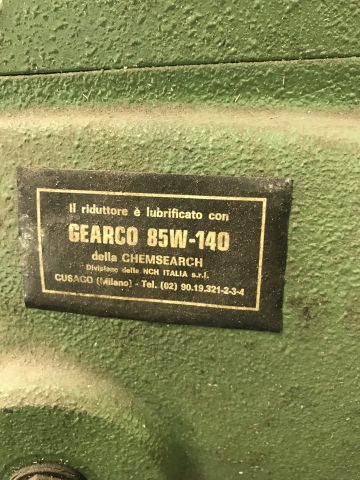 Il riduttore è lubrificato con
GEARCO 85W-140
della CHEMSEARCH
Divisione della NCH ITALIA s.r.l.
CUSAGO (Milano) - Tel. (02) 90.19.321-2-3-4